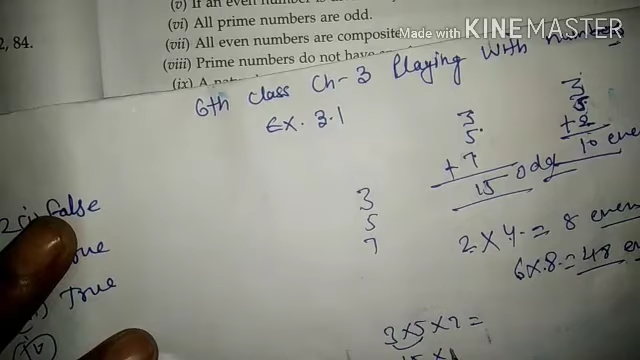 Made with KINEMASTER
(v) If an even number is
(vi) All prime numbers are odd.
2, 84.
(vii) All even numbers are composite
(viii) Prime numbers do not have
(ix) A
6th class Ch-3 Playing With numbers
Ex. 3.1
3
5
+ 7
15 odd
3
5
+ 2
10 even
3
5
7
2 (i) False
True
2 × 4 = 8 even
6 × 8 = 48 e
3 × 5 × 7 =
15 ×